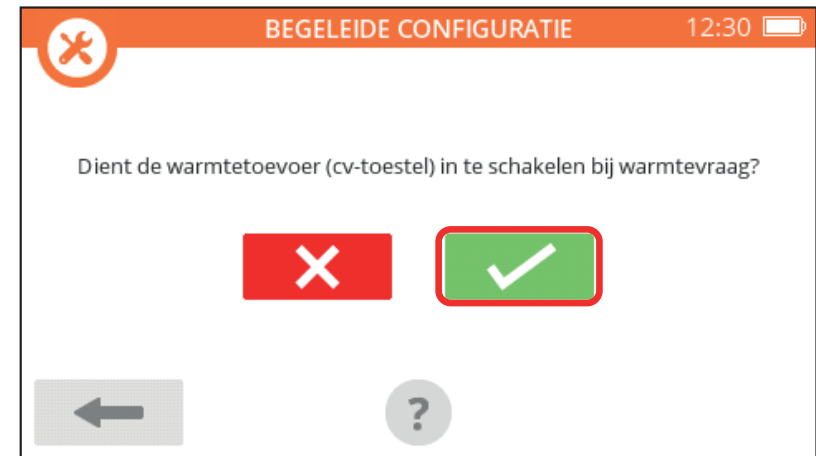 BEGELEIDE CONFIGURATIE 12:30
Dient de warmtetoevoer (cv-toestel) in te schakelen bij warmtevraag?
?